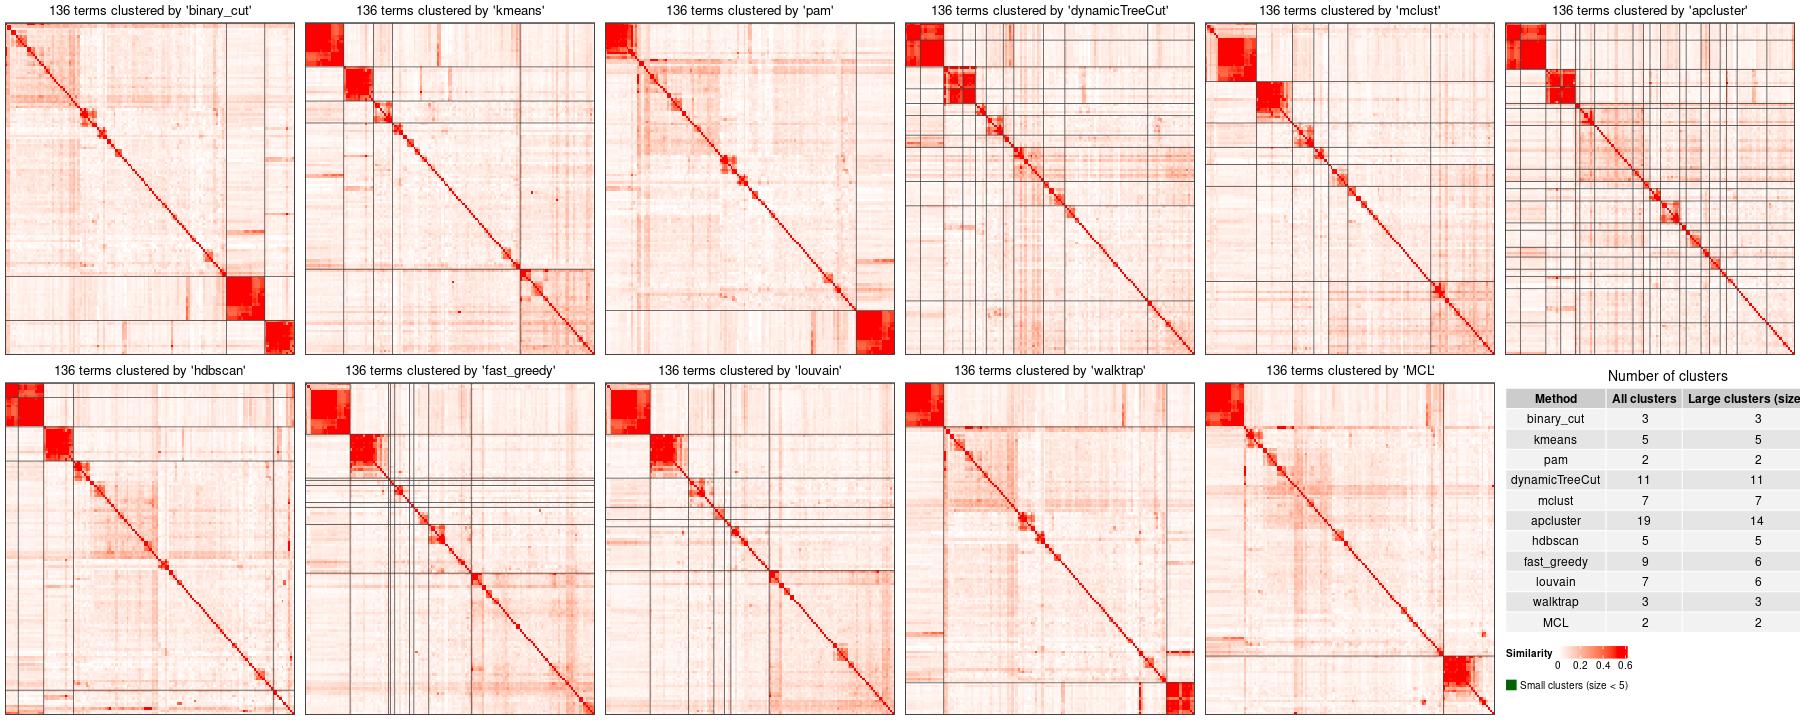 136 terms clustered by 'binary_cut'
136 terms clustered by 'kmeans'
136 terms clustered by 'pam'
136 terms clustered by 'dynamicTreeCut'
136 terms clustered by 'mclust'
136 terms clustered by 'apcluster'
136 terms clustered by 'hdbscan'
136 terms clustered by 'fast_greedy'
136 terms clustered by 'louvain'
136 terms clustered by 'walktrap'
136 terms clustered by 'MCL'
Number of clusters
Method All clusters Large clusters (size
binary_cut 3 3
kmeans 5 5
pam 2 2
dynamicTreeCut 11 11
mclust 7 7
apcluster 19 14
hdbscan 5 5
fast_greedy 9 6
louvain 7 6
walktrap 3 3
MCL 2 2
Similarity
0 0.2 0.4 0.6
Small clusters (size < 5)